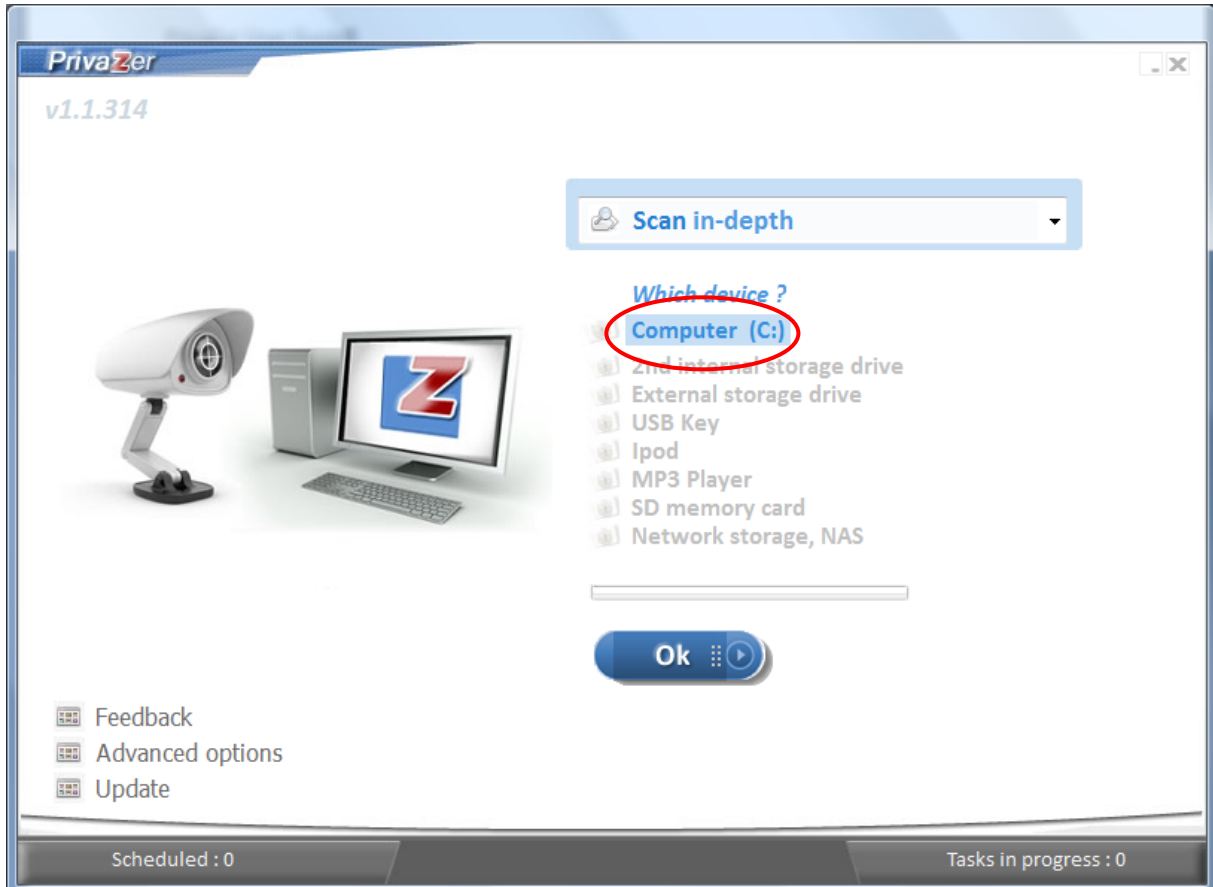 PrivaZer
v1.1.314
Scan in-depth
Which device ?
Computer (C:)
2nd internal storage drive
External storage drive
USB Key
Ipod
MP3 Player
SD memory card
Network storage, NAS
Ok
Feedback
Advanced options
Update
Scheduled : 0
Tasks in progress : 0